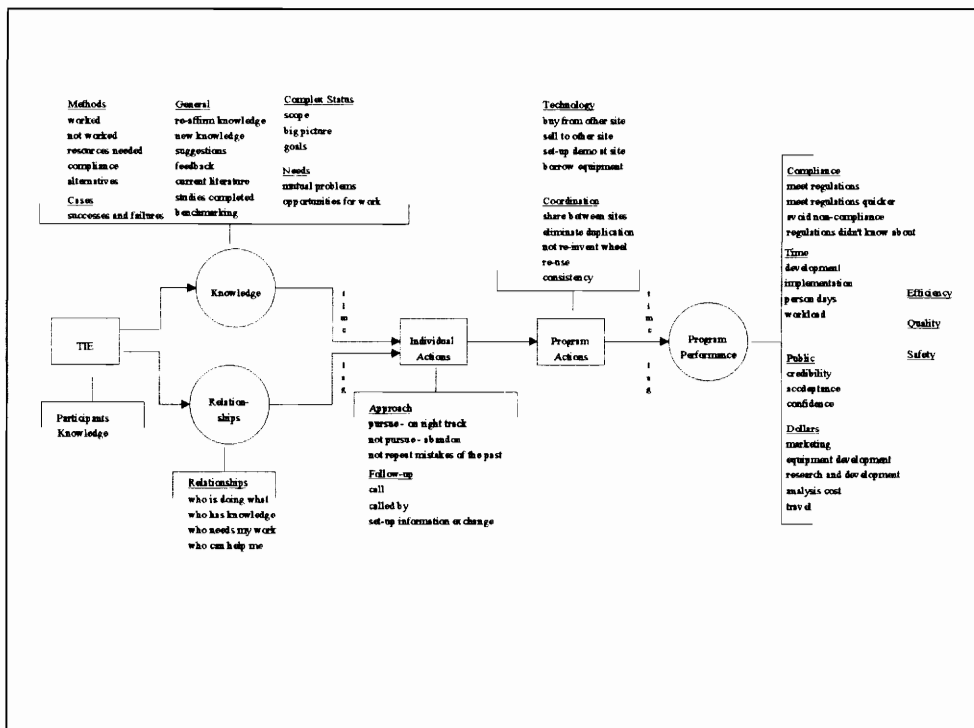 Methods
worked
not worked
resources needed
compliance
alternatives
Cases
successes and failures
General
re-affirm knowledge
new knowledge
suggestions
feedback
current literature
studies completed
benchmarking
Complex Status
scope
big picture
goals
Needs
mutual problems
opportunities for work
Technology
buy from other site
sell to other site
set-up demo at site
borrow equipment
Coordination
share between sites
eliminate duplication
not re-invent wheel
re-use
consistency
Compliance
meet regulations
meet regulations quicker
avoid non-compliance
regulations didn't know about
Time
development
implementation
person days
workload
Public
credibility
acceptance
confidence
Dollars
marketing
equipment development
research and development
analysis cost
travel
Efficiency
Quality
Safety
TIE
Knowledge
Relation-
ships
time
lag
Individual
Actions
Program
Actions
time
lag
Program
Performance
Participants
Knowledge
Relationships
who is doing what
who has knowledge
who needs my work
who can help me
Approach
pursue - on right track
not pursue - abandon
not repeat mistakes of the past
Follow-up
call
called by
set-up information exchange